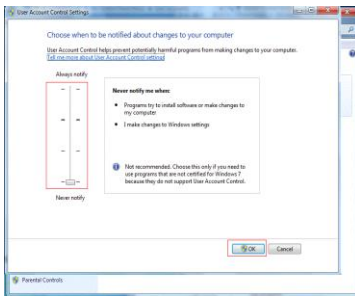 User Account Control Settings
Choose when to be notified about changes to your computer
User Account Control helps prevent potentially harmful programs from making changes to your computer.
Tell me more about User Account Control settings
Always notify
Never notify me when:
Programs try to install software or make changes to
my computer
I make changes to Windows settings
Not recommended. Choose this only if you need to
use programs that are not certified for Windows 7
because they do not support User Account Control.
Never notify
OK
Cancel
Parental Controls